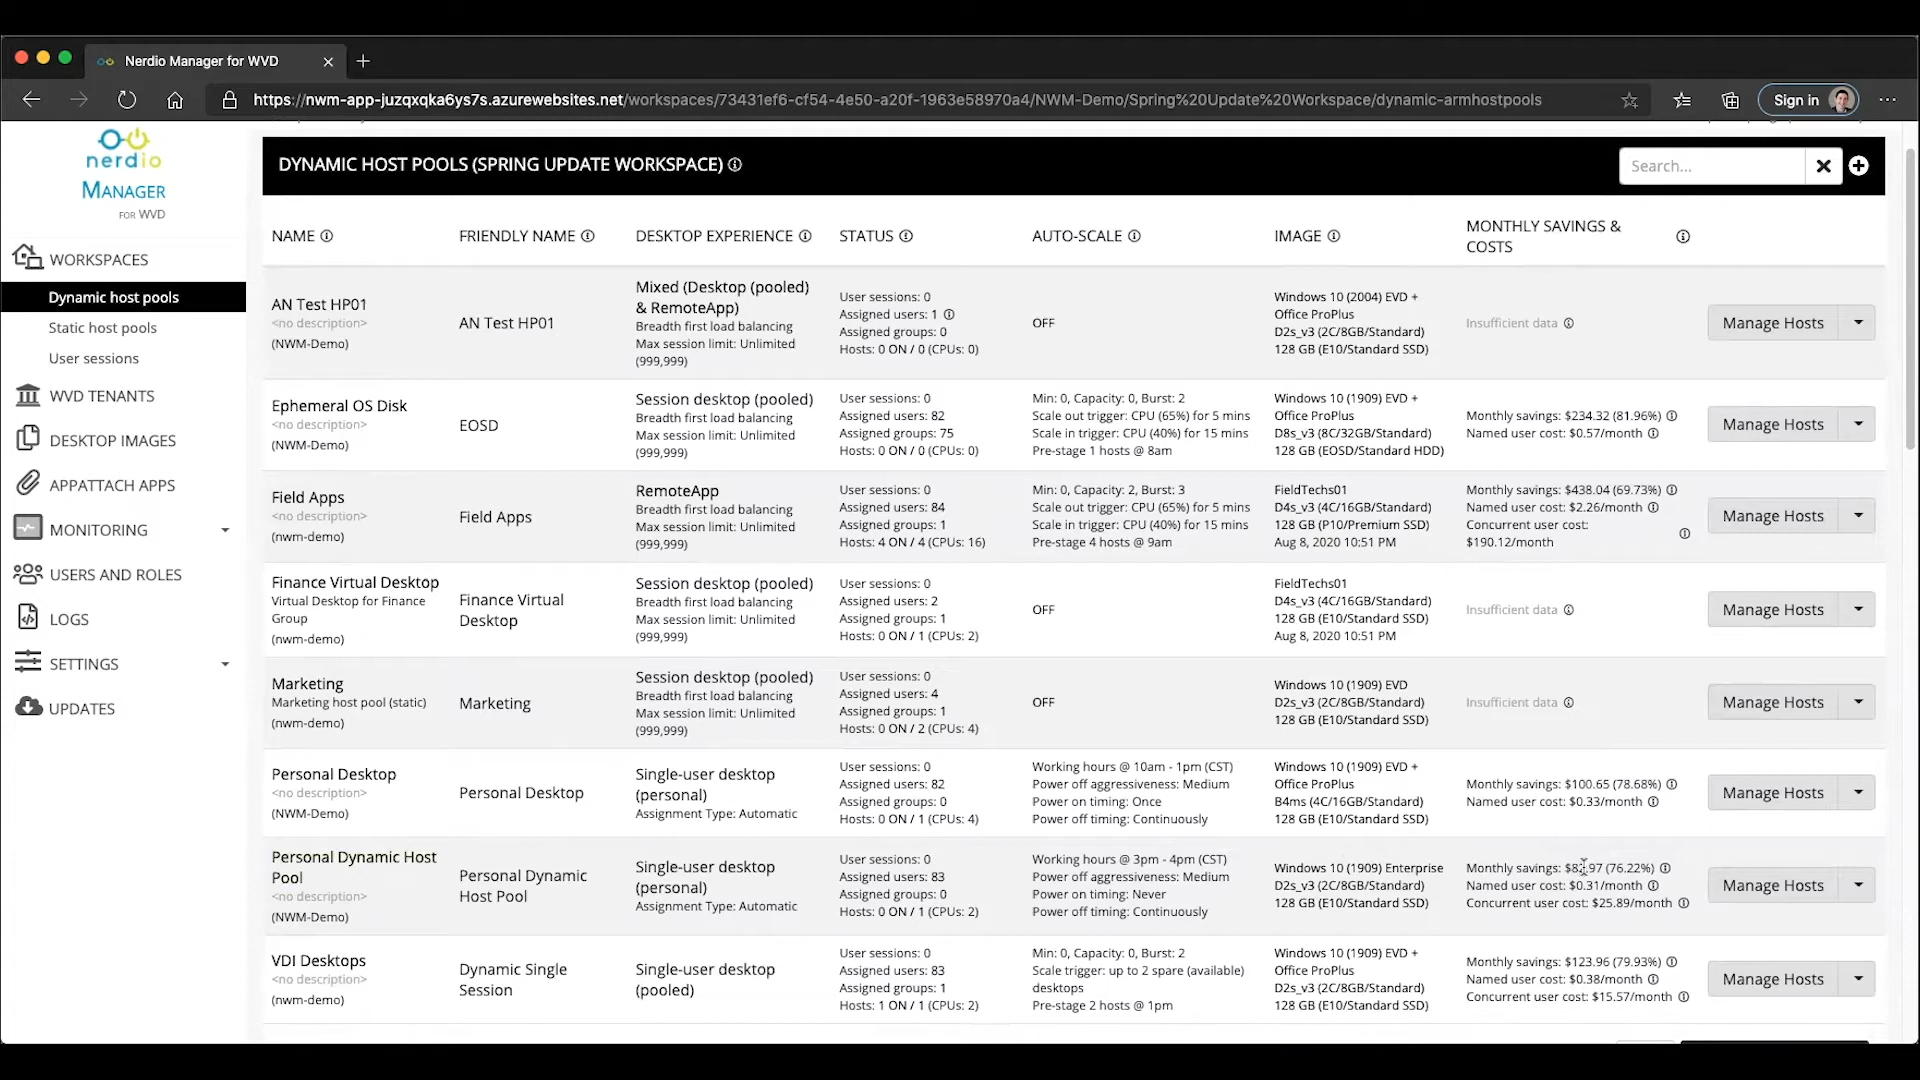 Nerdio Manager for WVD
https://nwm-app-juzqxqka6ys7s.azurewebsites.net/workspaces/73431ef6-cf54-4e50-a20f-1963e58970a4/NWM-Demo/Spring%20Update%20Workspace/dynamic-armhostpools
Sign in
nerdio
MANAGER
FOR WVD
WORKSPACES
Dynamic host pools
Static host pools
User sessions
WVD TENANTS
DESKTOP IMAGES
APPATTACH APPS
MONITORING
USERS AND ROLES
LOGS
SETTINGS
UPDATES
DYNAMIC HOST POOLS (SPRING UPDATE WORKSPACE)
Search...
NAME
FRIENDLY NAME
DESKTOP EXPERIENCE
STATUS
AUTO-SCALE
IMAGE
MONTHLY SAVINGS &
COSTS
AN Test HP01
<no description>
(NWM-Demo)
AN Test HP01
Mixed (Desktop (pooled)
& RemoteApp)
Breadth first load balancing
Max session limit: Unlimited
(999,999)
User sessions: 0
Assigned users: 1
Assigned groups: 0
Hosts: 0 ON / 0 (CPUs: 0)
OFF
Windows 10 (2004) EVD +
Office ProPlus
D2s_v3 (2C/8GB/Standard)
128 GB (E10/Standard SSD)
Insufficient data
Manage Hosts
Ephemeral OS Disk
<no description>
(NWM-Demo)
EOSD
Session desktop (pooled)
Breadth first load balancing
Max session limit: Unlimited
(999,999)
User sessions: 0
Assigned users: 82
Assigned groups: 75
Hosts: 0 ON / 0 (CPUs: 0)
Min: 0, Capacity: 0, Burst: 2
Scale out trigger: CPU (65%) for 5 mins
Scale in trigger: CPU (40%) for 15 mins
Pre-stage 1 hosts @ 8am
Windows 10 (1909) EVD +
Office ProPlus
D8s_v3 (8C/32GB/Standard)
128 GB (EOSD/Standard HDD)
Monthly savings: $234.32 (81.96%)
Named user cost: $0.57/month
Manage Hosts
Field Apps
<no description>
(nwm-demo)
Field Apps
RemoteApp
Breadth first load balancing
Max session limit: Unlimited
(999,999)
User sessions: 0
Assigned users: 84
Assigned groups: 1
Hosts: 4 ON / 4 (CPUs: 16)
Min: 0, Capacity: 2, Burst: 3
Scale out trigger: CPU (65%) for 5 mins
Scale in trigger: CPU (40%) for 15 mins
Pre-stage 4 hosts @ 9am
FieldTechs01
D4s_v3 (4C/16GB/Standard)
128 GB (P10/Premium SSD)
Aug 8, 2020 10:51 PM
Monthly savings: $438.04 (69.73%)
Named user cost: $2.26/month
Concurrent user cost:
$190.12/month
Manage Hosts
Finance Virtual Desktop
Virtual Desktop for Finance
Group
(nwm-demo)
Finance Virtual
Desktop
Session desktop (pooled)
Breadth first load balancing
Max session limit: Unlimited
(999,999)
User sessions: 0
Assigned users: 2
Assigned groups: 1
Hosts: 0 ON / 1 (CPUs: 2)
OFF
FieldTechs01
D4s_v3 (4C/16GB/Standard)
128 GB (E10/Standard SSD)
Aug 8, 2020 10:51 PM
Insufficient data
Manage Hosts
Marketing
Marketing host pool (static)
(nwm-demo)
Marketing
Session desktop (pooled)
Breadth first load balancing
Max session limit: Unlimited
(999,999)
User sessions: 0
Assigned users: 4
Assigned groups: 1
Hosts: 0 ON / 2 (CPUs: 4)
OFF
Windows 10 (1909) EVD
D2s_v3 (2C/8GB/Standard)
128 GB (E10/Standard SSD)
Insufficient data
Manage Hosts
Personal Desktop
<no description>
(NWM-Demo)
Personal Desktop
Single-user desktop
(personal)
Assignment Type: Automatic
User sessions: 0
Assigned users: 82
Assigned groups: 0
Hosts: 0 ON / 1 (CPUs: 4)
Working hours @ 10am - 1pm (CST)
Power off aggressiveness: Medium
Power on timing: Once
Power off timing: Continuously
Windows 10 (1909) EVD +
Office ProPlus
B4ms (4C/16GB/Standard)
128 GB (E10/Standard SSD)
Monthly savings: $100.65 (78.68%)
Named user cost: $0.33/month
Manage Hosts
Personal Dynamic Host
Pool
<no description>
(NWM-Demo)
Personal Dynamic
Host Pool
Single-user desktop
(personal)
Assignment Type: Automatic
User sessions: 0
Assigned users: 83
Assigned groups: 0
Hosts: 0 ON / 1 (CPUs: 2)
Working hours @ 3pm - 4pm (CST)
Power off aggressiveness: Medium
Power on timing: Never
Power off timing: Continuously
Windows 10 (1909) Enterprise
D2s_v3 (2C/8GB/Standard)
128 GB (E10/Standard SSD)
Monthly savings: (76.22%)
Named user cost: $0.31/month
Concurrent user cost: $25.89/month
Manage Hosts
VDI Desktops
<no description>
(nwm-demo)
Dynamic Single
Session
Single-user desktop
(pooled)
User sessions: 0
Assigned users: 83
Assigned groups: 1
Hosts: 1 ON / 1 (CPUs: 2)
Min: 0, Capacity: 0, Burst: 2
Scale trigger: up to 2 spare (available)
desktops
Pre-stage 2 hosts @ 1pm
Windows 10 (1909) EVD +
Office ProPlus
D2s_v3 (2C/8GB/Standard)
128 GB (E10/Standard SSD)
Monthly savings: $123.96 (79.93%)
Named user cost: $0.38/month
Concurrent user cost: $15.57/month
Manage Hosts